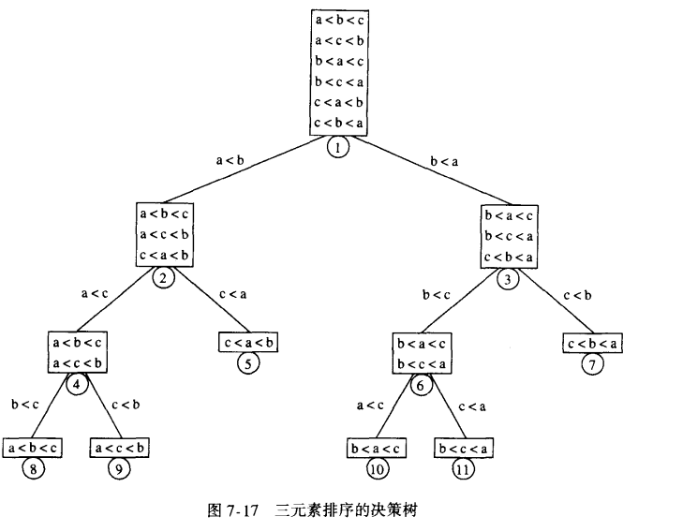 a<b<c
a<c<b
b<a<c
b<c<a
c<a<b
c<b<a
1
a<b
b<a
a<b<c
a<c<b
c<a<b
2
b<a<c
b<c<a
c<b<a
3
a<c
c<a
b<c
c<b
a<b<c
a<c<b
4
c<a<b
5
b<a<c
b<c<a
6
c<b<a
7
b<c
c<b
a<c
c<a
a<b<c
8
a<c<b
9
b<a<c
10
b<c<a
11
图 7-17 三元素排序的决策树